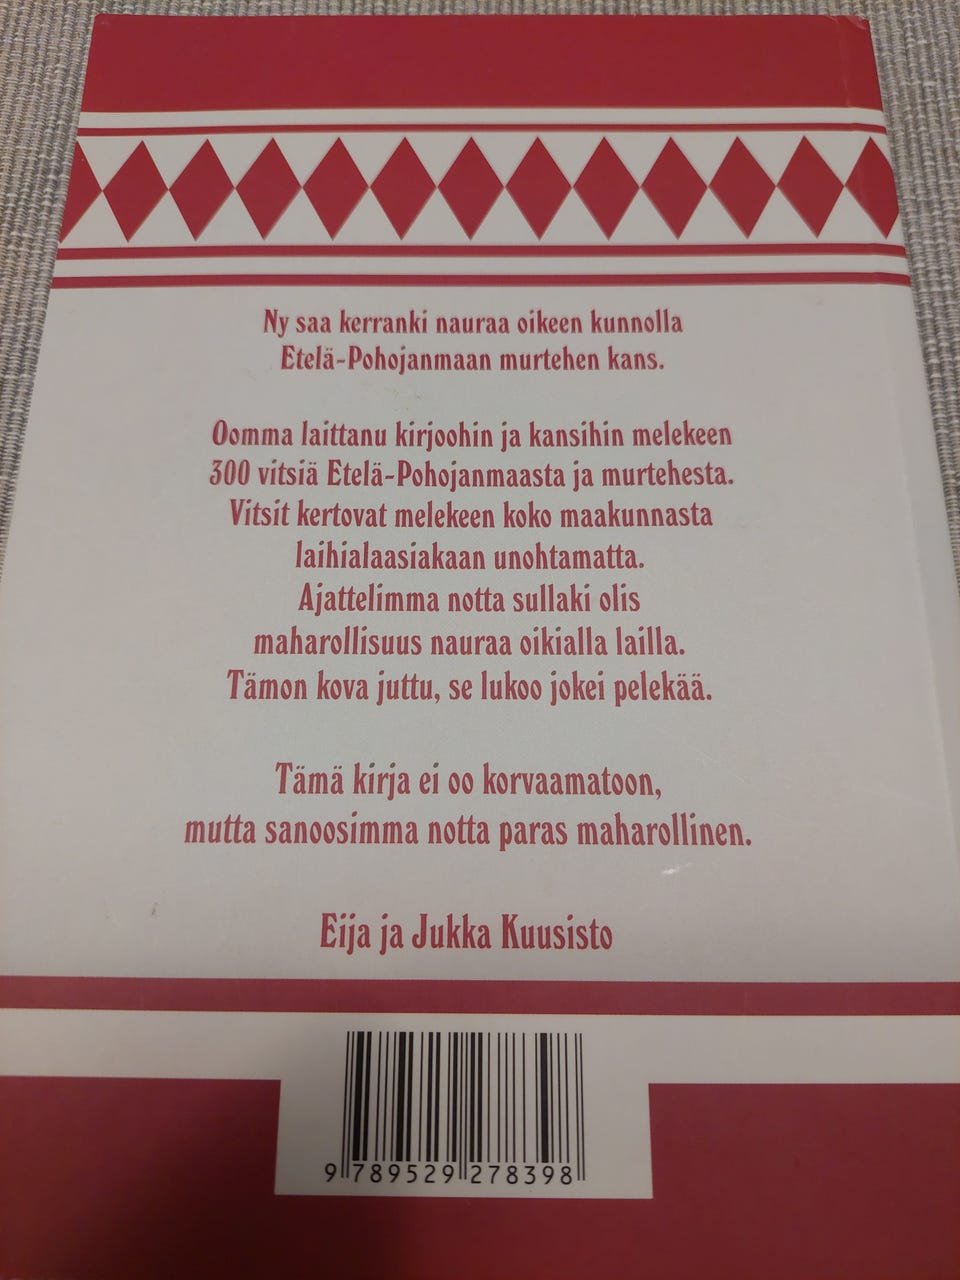 Ny saa kerranki nauraa oikeen kunnolla
Etelä-Pohojanmaan murtehen kans.
Oomma laittanu kirjoohin ja kansihin melekeen
300 vitsiä Etelä-Pohojanmaasta ja murtehesta.
Vitsit kertovat melekeen koko maakunnasta
laihialaasiakaan unohtamatta.
Ajattelimma notta sullaki olis
maharollisuus nauraa oikialla lailla.
Tämon kova juttu, se lukoo jokei pelekää.
Tämä kirja ei oo korvaamatoon,
mutta sanoosimma notta paras maharollinen.
Eija ja Jukka Kuusisto
9 789529 278398